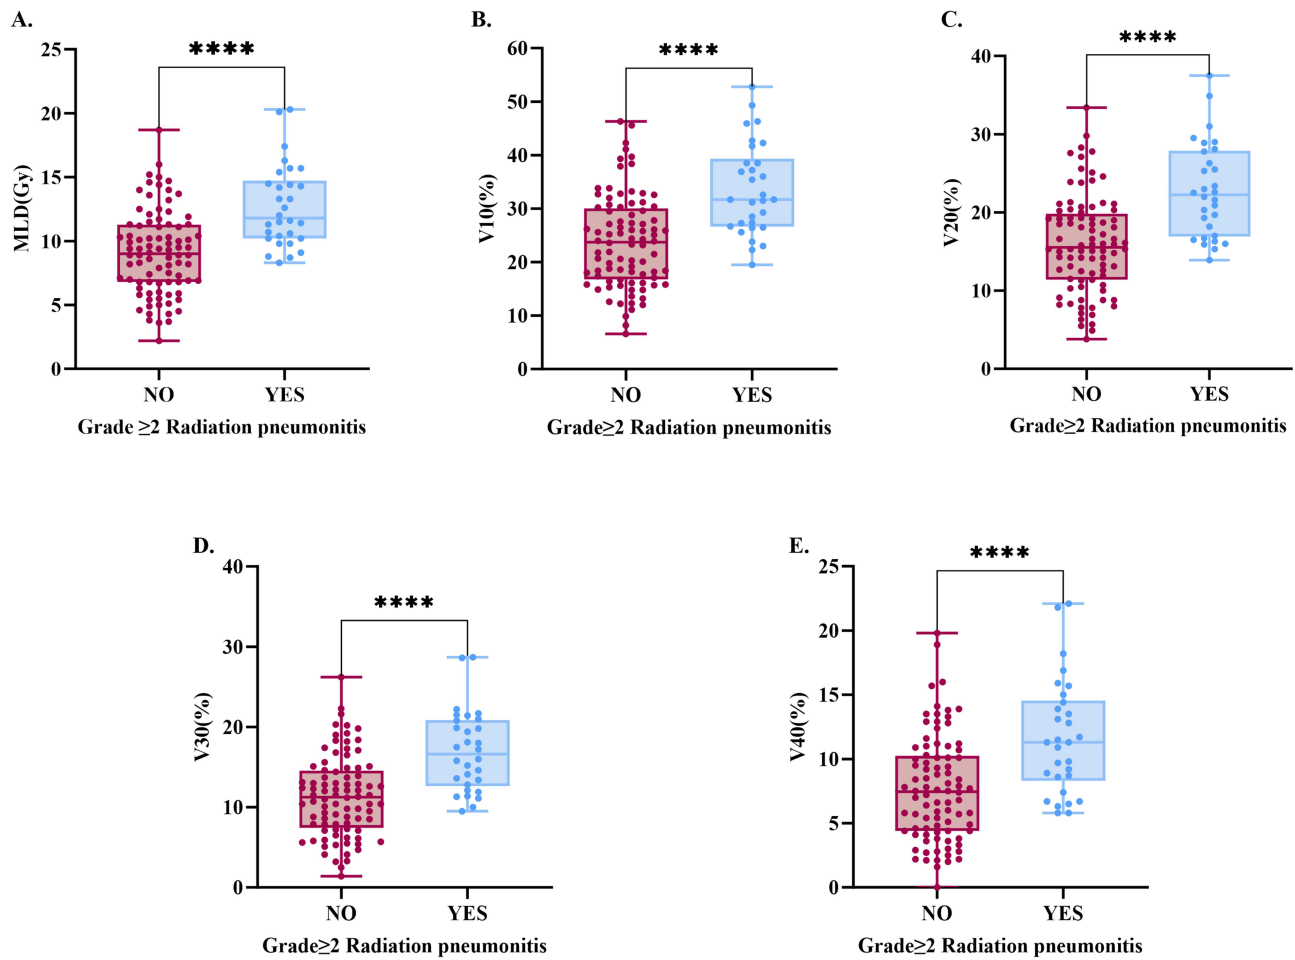 A.
****
MLD(Gy)
25
20
15
10
5
0
NO YES
Grade ≥2 Radiation pneumonitis
B.
****
V10(%)
60
50
40
30
20
10
0
NO YES
Grade≥2 Radiation pneumonitis
C.
****
V20(%)
40
30
20
10
0
NO YES
Grade≥2 Radiation pneumonitis
D.
****
V30(%)
40
30
20
10
0
NO YES
Grade≥2 Radiation pneumonitis
E.
****
V40(%)
25
20
15
10
5
0
NO YES
Grade≥2 Radiation pneumonitis